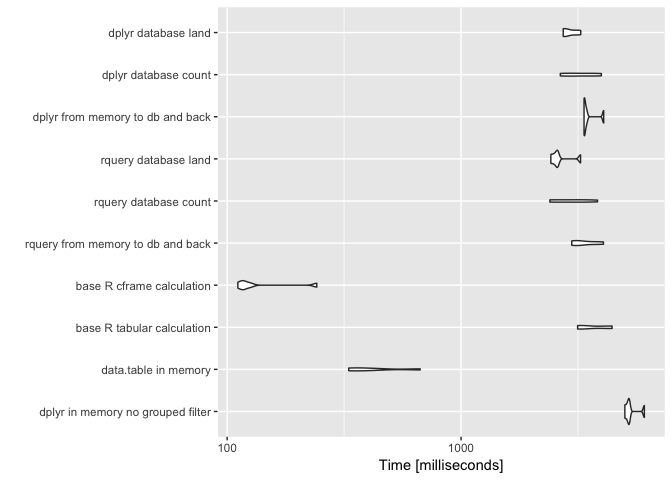 dplyr database land
dplyr database count
dplyr from memory to db and back
rquery database land
rquery database count
rquery from memory to db and back
base R cframe calculation
base R tabular calculation
data.table in memory
dplyr in memory no grouped filter
100 1000
Time [milliseconds]